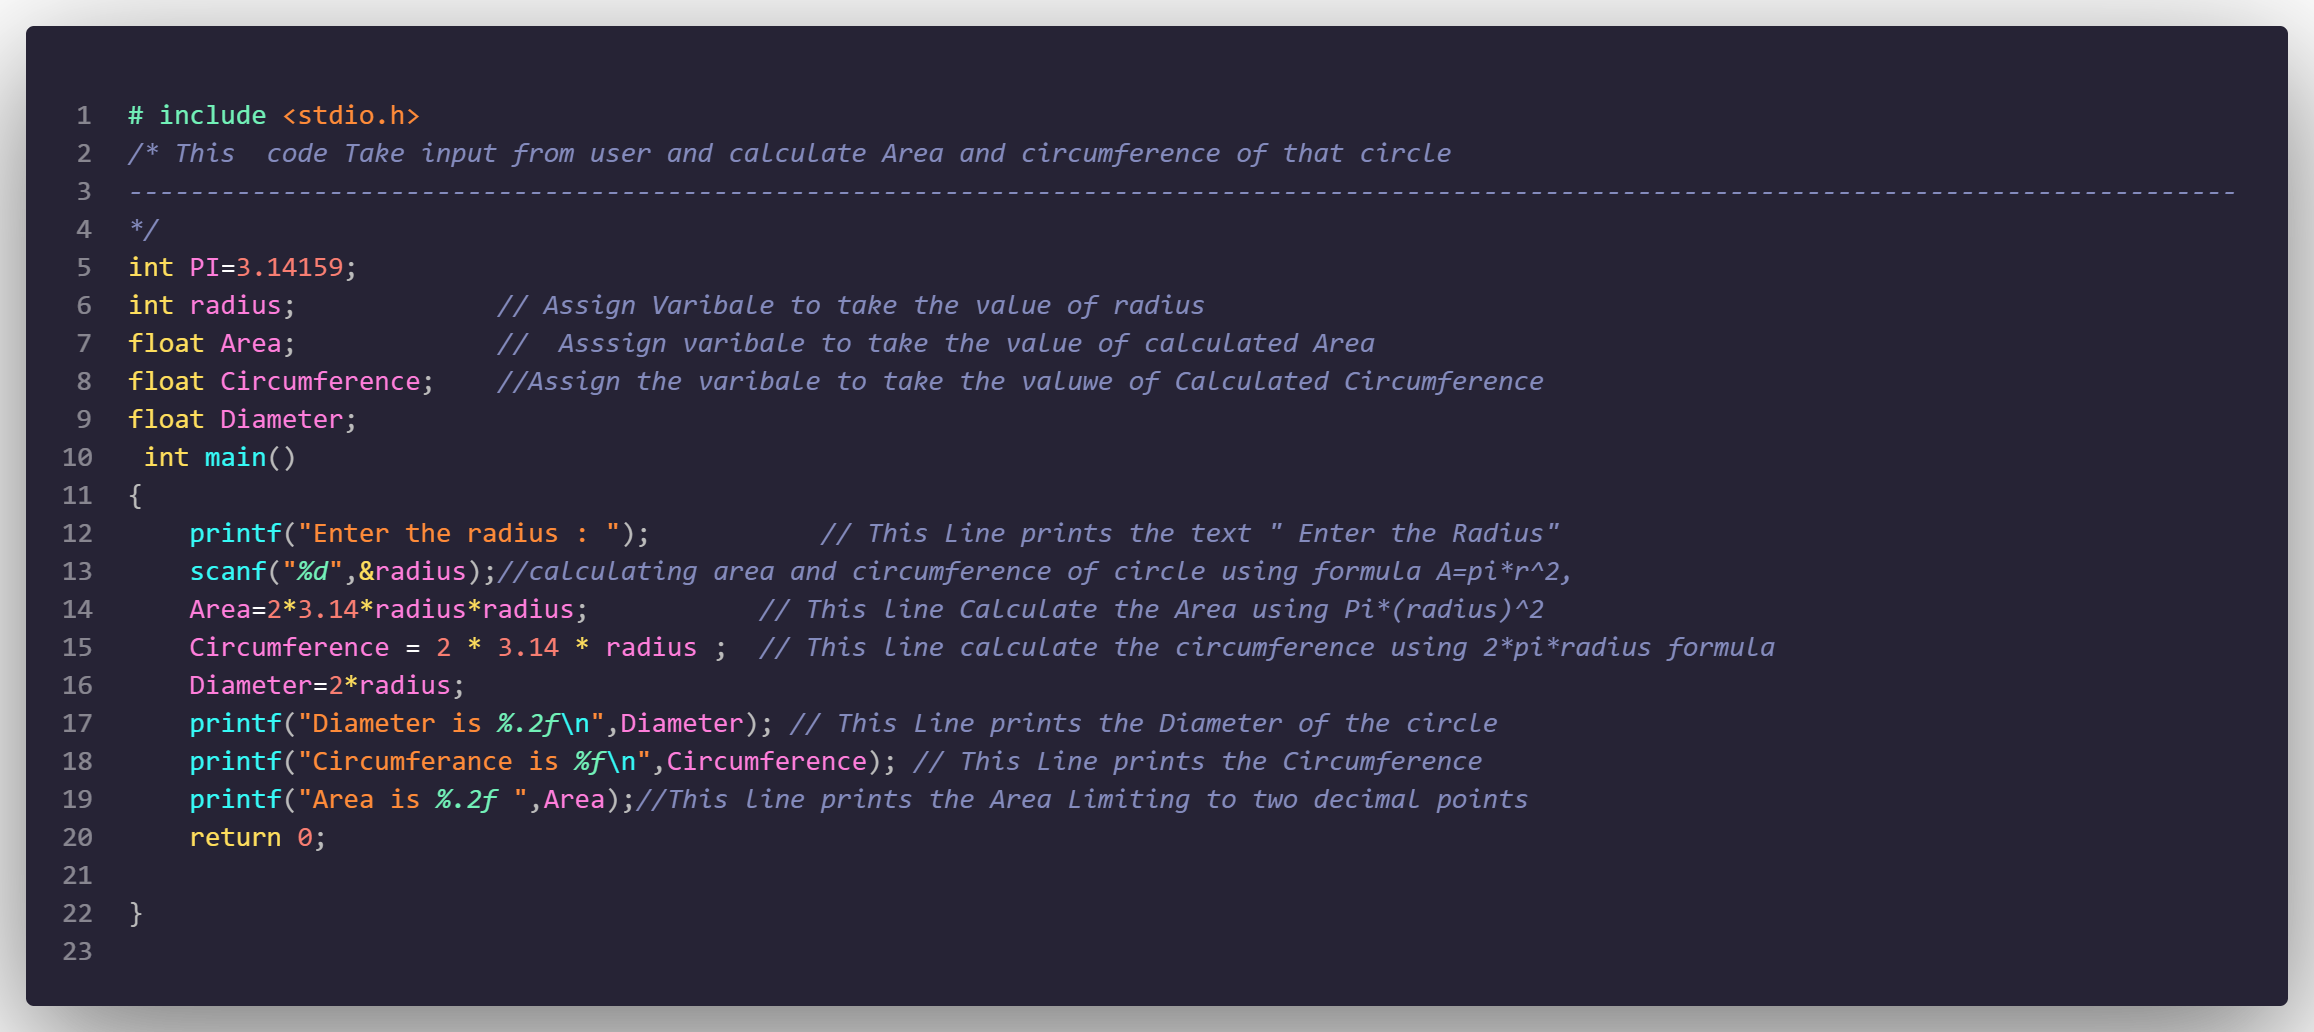 1 # include <stdio.h>
2 /* This  code Take input from user and calculate Area and circumference of that circle
3 -----------------------------------------------------------------------------------------------------------------------------------------
4 */
5 int PI=3.14159;
6 int radius;             // Assign Varibale to take the value of radius
7 float Area;             //  Asssign varibale to take the value of calculated Area
8 float Circumference;    //Assign the varibale to take the valuwe of Calculated Circumference
9 float Diameter;
10  int main()
11 {
12     printf("Enter the radius : ");           // This Line prints the text " Enter the Radius"
13     scanf("%d",&radius);//calculating area and circumference of circle using formula A=pi*r^2,
14     Area=2*3.14*radius*radius;           // This line Calculate the Area using Pi*(radius)^2
15     Circumference = 2 * 3.14 * radius ;  // This line calculate the circumference using 2*pi*radius formula
16     Diameter=2*radius;
17     printf("Diameter is %.2f\n",Diameter); // This Line prints the Diameter of the circle
18     printf("Circumferance is %f\n",Circumference); // This Line prints the Circumference
19     printf("Area is %.2f ",Area);//This line prints the Area Limiting to two decimal points
20     return 0;
21
22 }
23